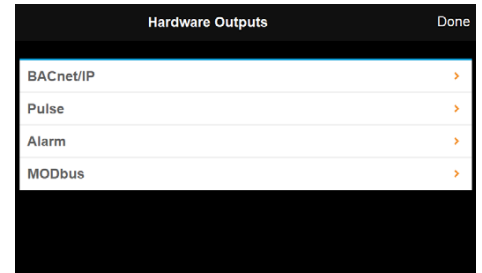 Hardware Outputs Done
BACnet/IP
Pulse
Alarm
MODbus